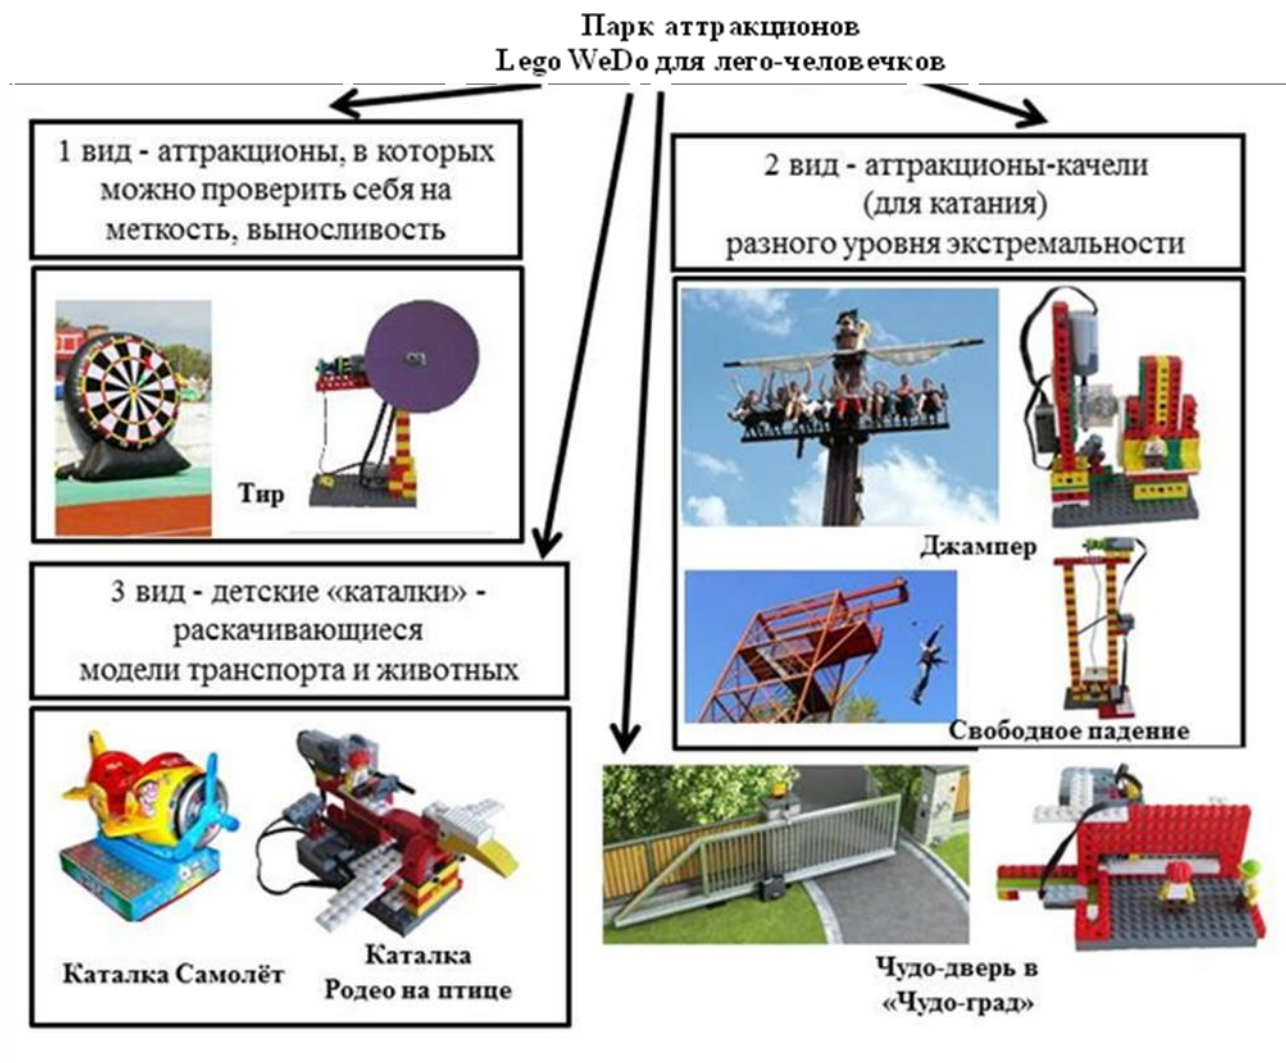 Парк аттракционов
Lego WeDo для лего-человечков
1 вид - аттракционы, в которых
можно проверить себя на
меткость, выносливость
Тир
2 вид - аттракционы-качели
(для катания)
разного уровня экстремальности
Джампер
Свободное падение
3 вид - детские «каталки» -
раскачивающиеся
модели транспорта и животных
Каталка Самолёт
Каталка
Родео на птице
Чудо-дверь в
«Чудо-град»